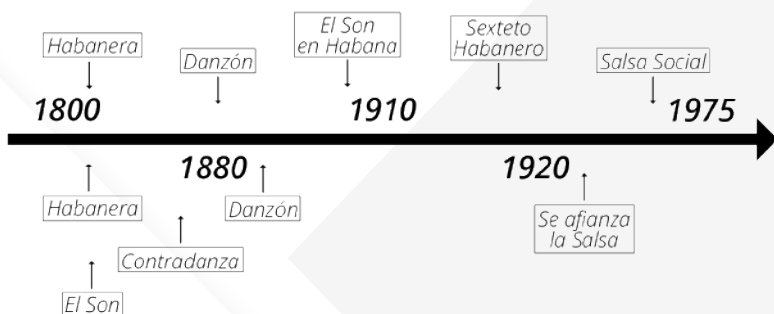 Habanera
Danzón
El Son
en Habana
Sexteto
Habanero
Salsa Social
1800
1910
1975
1880
1920
Habanera
Danzón
Contradanza
El Son
Se afianza
la Salsa